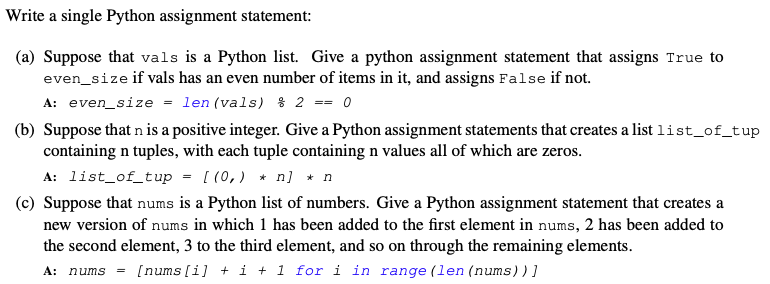 Write a single Python assignment statement:
(a) Suppose that vals is a Python list. Give a python assignment statement that assigns True to
even_size if vals has an even number of items in it, and assigns False if not.
A: even_size = len(vals) % 2 == 0
(b) Suppose that n is a positive integer. Give a Python assignment statements that creates a list list_of_tup
containing n tuples, with each tuple containing n values all of which are zeros.
A: list_of_tup = [(0,) * n] * n
(c) Suppose that nums is a Python list of numbers. Give a Python assignment statement that creates a
new version of nums in which 1 has been added to the first element in nums, 2 has been added to
the second element, 3 to the third element, and so on through the remaining elements.
A: nums = [nums[i] + i + 1 for i in range(len(nums))]